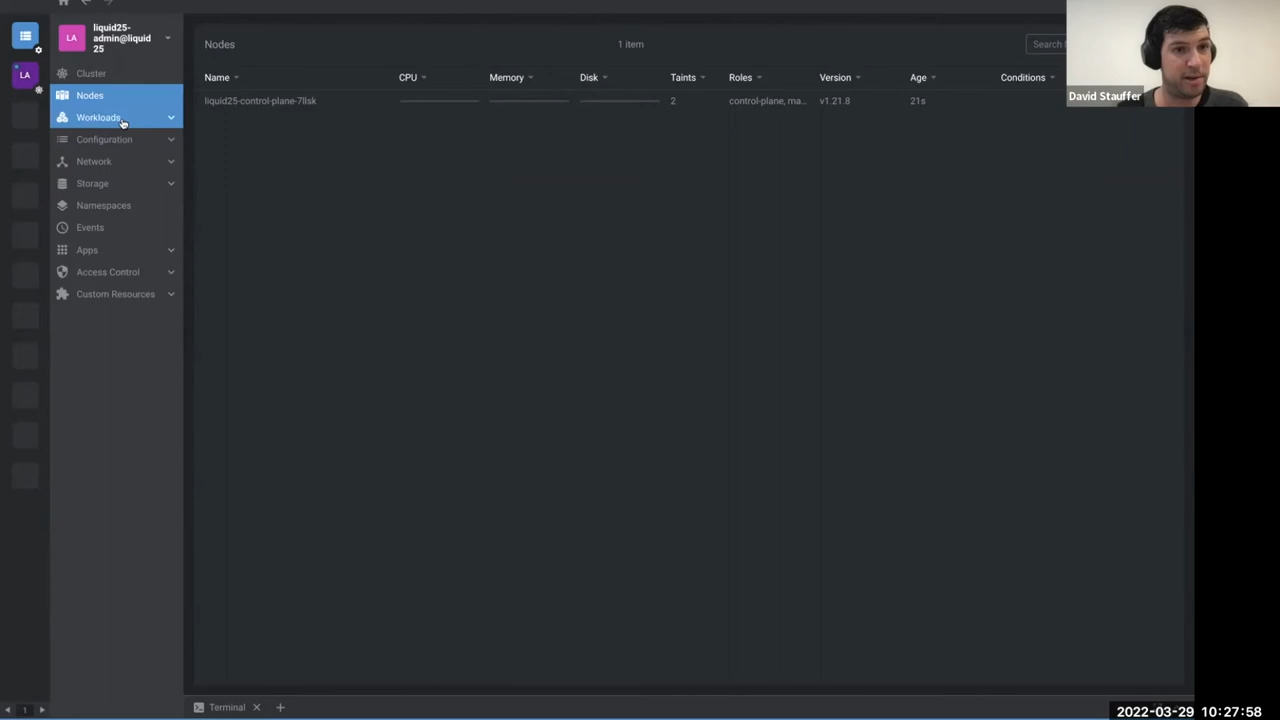 LA
liquid25-
admin@liquid
25
LA
Cluster
Nodes
Workloads
Configuration
Network
Storage
Namespaces
Events
Apps
Access Control
Custom Resources
Nodes
1 item
Search
Name
CPU
Memory
Disk
Taints
Roles
Version
Age
Conditions
liquid25-control-plane-7llsk
2
control-plane, ma...
v1.21.8
21s
David Stauffer
1
Terminal
2022-03-29 10:27:58